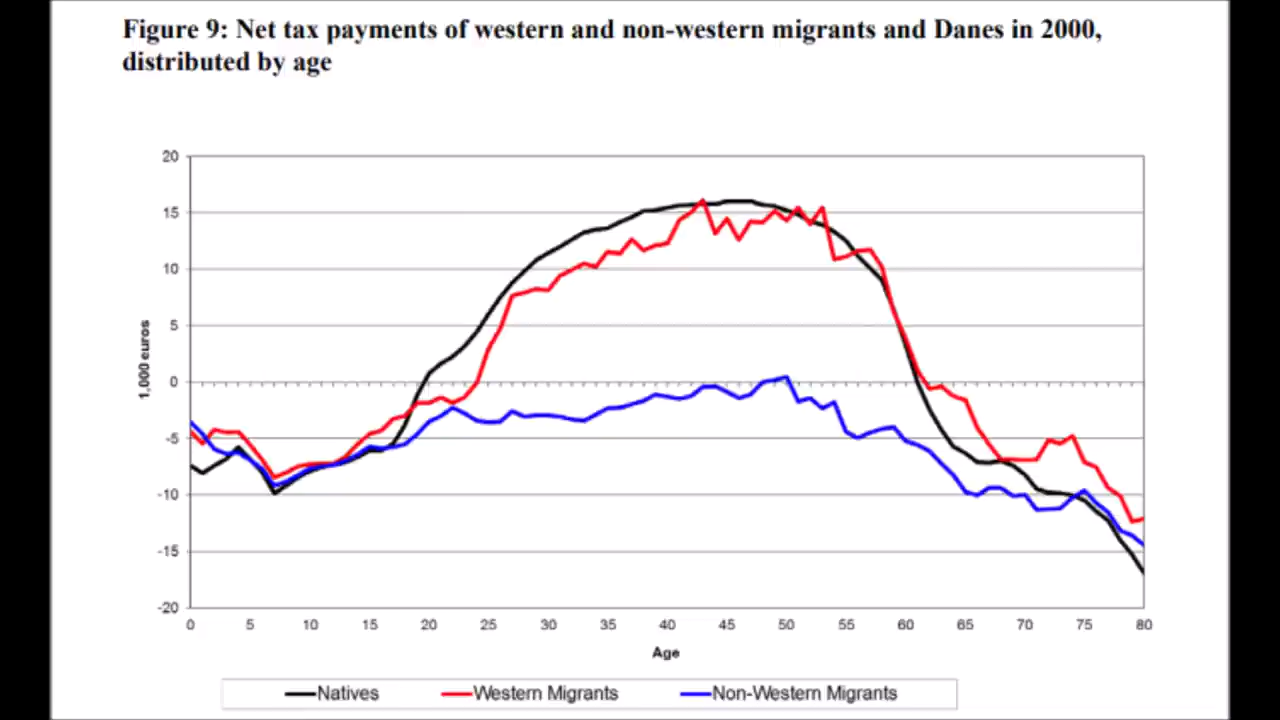 Figure 9: Net tax payments of western and non-western migrants and Danes in 2000,
distributed by age
1,000 euros
20
15
10
5
0
-5
-10
-15
-20
0 5 10 15 20 25 30 35 40 45 50 55 60 65 70 75 80
Age
Natives Western Migrants Non-Western Migrants